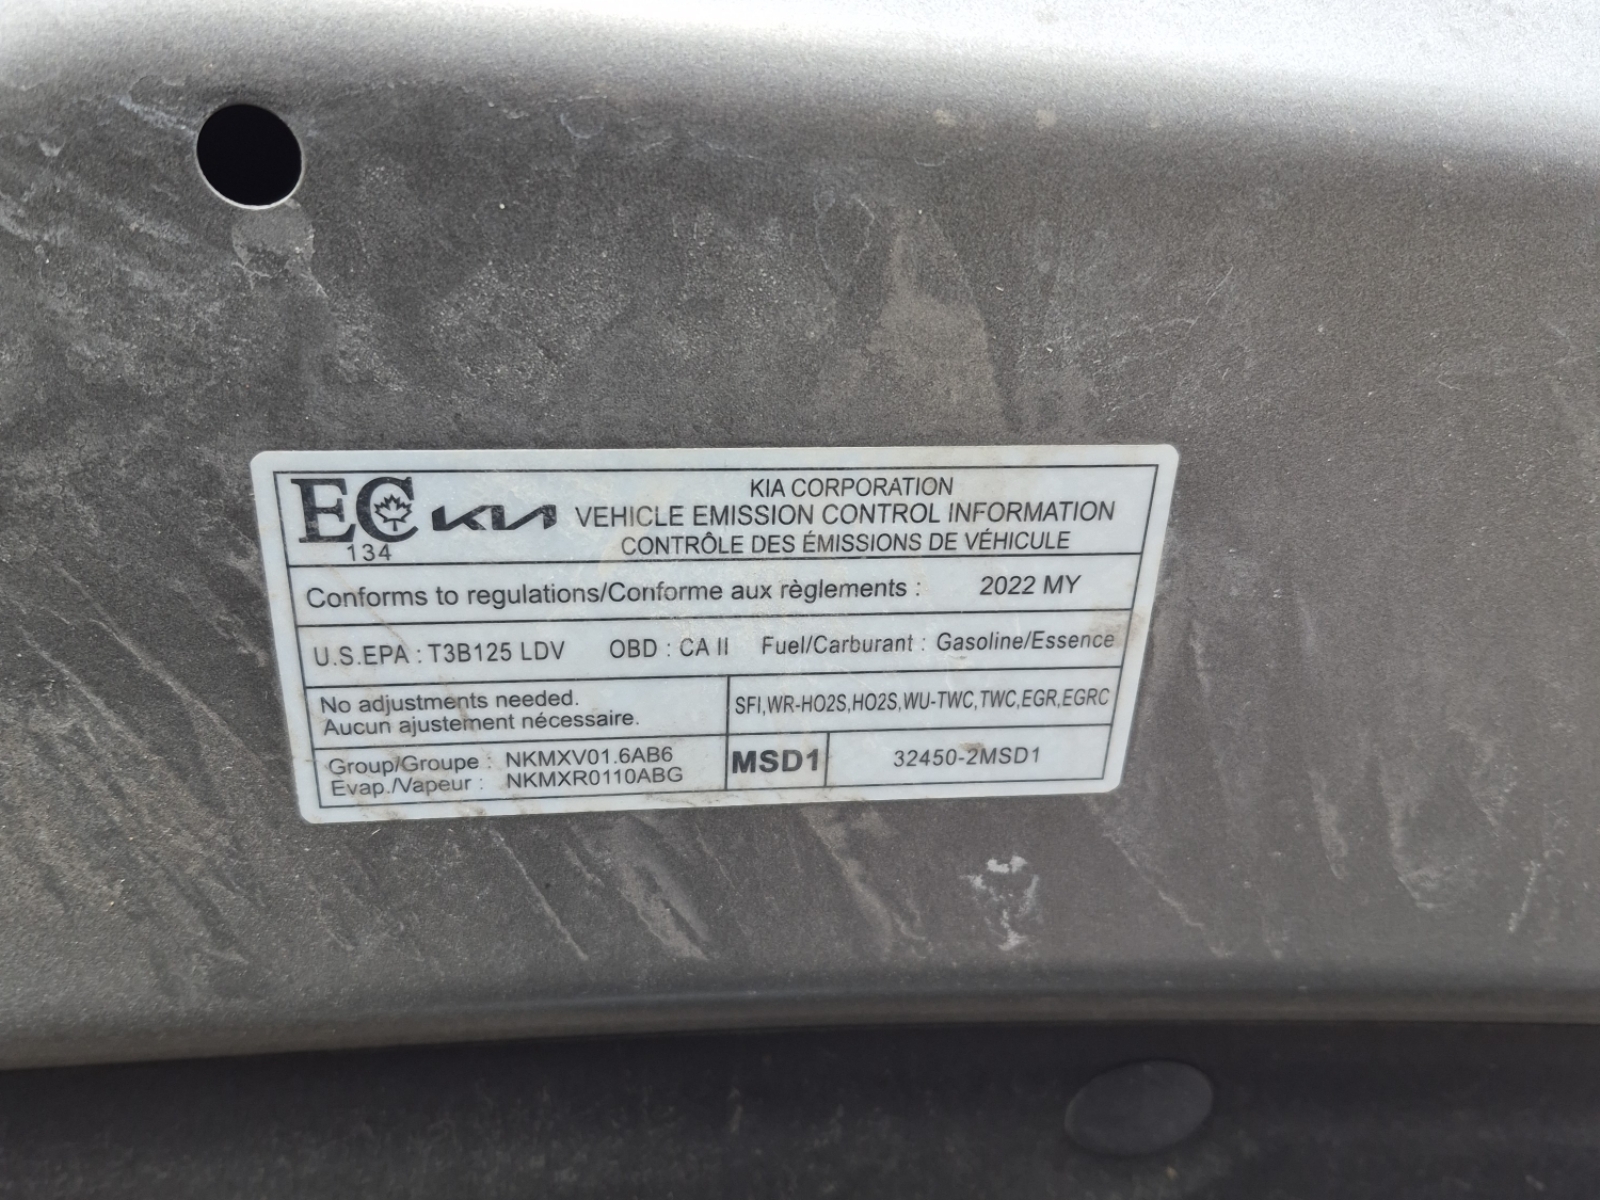 EC KIA
134
KIA CORPORATION
VEHICLE EMISSION CONTROL INFORMATION
CONTRÔLE DES ÉMISSIONS DE VÉHICULE
Conforms to regulations/Conforme aux règlements : 2022 MY
U.S.EPA : T3B125 LDV OBD : CA II Fuel/Carburant : Gasoline/Essence
No adjustments needed.
Aucun ajustement nécessaire.
SFI,WR-HO2S,HO2S,WU-TWC,TWC,EGR,EGRC
Group/Groupe : NKMXV01.6AB6
Evap./Vapeur : NKMXR0110ABG
MSD1
32450-2MSD1